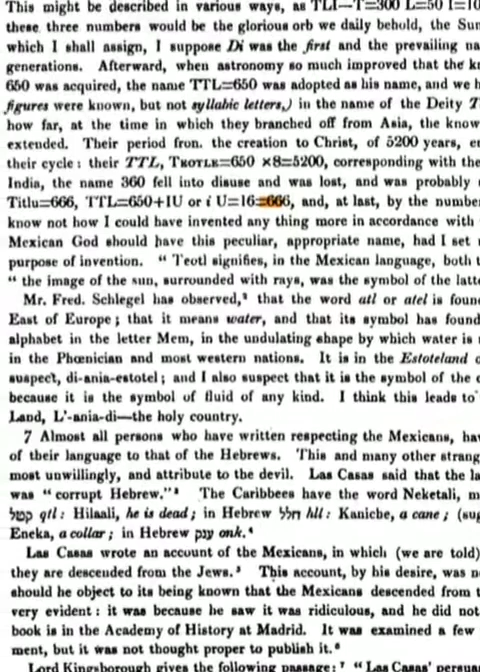 This might be described in various ways, as TLI—T=300 L=50 I=10
these three numbers would be the glorious orb we daily behold, the Sun
which I shall assign, I suppose Di was the first and the prevailing na
generations. Afterward, when astronomy so much improved that the kn
650 was acquired, the name TTL=650 was adopted as his name, and we h
figures were known, but not syllabic letters,) in the name of the Deity T
how far, at the time in which they branched off from Asia, the know
extended. Their period fron. the creation to Christ, of 5200 years, e
their cycle: their TTL, TEOTLE=650 ×8=5200, corresponding with the
India, the name 360 fell into disuse and was lost, and was probably
Titlu=666, TTL=650+IU or i U=16=666, and, at last, by the number
know not how I could have invented any thing more in accordance with
Mexican God should have this peculiar, appropriate name, had I set
purpose of invention. " Teotl signifies, in the Mexican language, both t
" the image of the sun, surrounded with rays, was the symbol of the latt
Mr. Fred. Schlegel has observed,² that the word atl or atel is foun
East of Europe; that it means water, and that its symbol has found
alphabet in the letter Mem, in the undulating shape by which water is
in the Phœnician and most western nations. It is in the Estoteland
suspect, di-ania-estotel; and I also suspect that it is the symbol of the
because it is the symbol of fluid of any kind. I think this leads to
Land, L'-ania-di—the holy country.
7 Almost all persons who have written respecting the Mexicans, hav
of their language to that of the Hebrews. This and many other strang
most unwillingly, and attribute to the devil. Las Casas said that the la
was " corrupt Hebrew."³ The Caribbees have the word Neketali, m
קטל qtl: Hilaali, he is dead; in Hebrew חלל hll: Kaniche, a cane; (sug
Eneka, a collar; in Hebrew ענק onk.⁴
Las Casas wrote an account of the Mexicans, in which (we are told)
they are descended from the Jews.⁵ This account, by his desire, was n
should he object to its being known that the Mexicans descended from t
very evident: it was because he saw it was ridiculous, and he did not
book is in the Academy of History at Madrid. It was examined a few
ment, but it was not thought proper to publish it.⁶
Lord Kingsborough gives the following passage:⁷ " Las Casas' persua